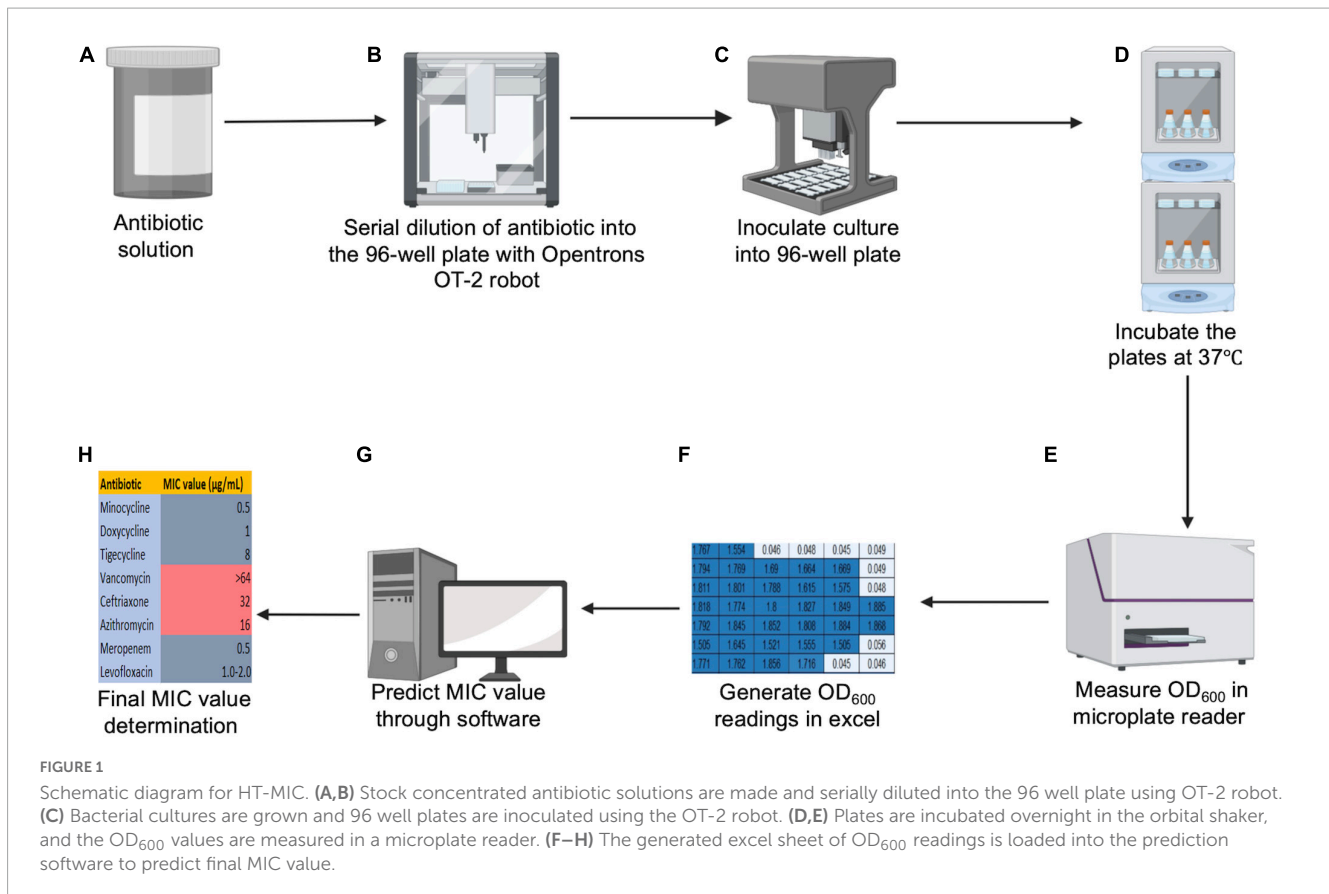 A
Antibiotic
solution
B
Serial dilution of antibiotic into
the 96-well plate with Opentrons
OT-2 robot
C
Inoculate culture
into 96-well plate
D
Incubate the
plates at 37℃
H
Antibiotic MIC value (µg/mL)
Minocycline 0.5
Doxycycline 1
Tigecycline 8
Vancomycin >64
Ceftriaxone 32
Azithromycin 16
Meropenem 0.5
Levofloxacin 1.0-2.0
Final MIC value
determination
G
Predict MIC value
through software
F
1.767 1.554 0.046 0.048 0.045 0.049
1.794 1.769 1.69 1.664 1.669 0.049
1.811 1.801 1.788 1.615 1.575 0.048
1.818 1.774 1.8 1.827 1.849 1.885
1.792 1.845 1.852 1.808 1.884 1.868
1.505 1.645 1.521 1.555 1.505 0.056
1.771 1.762 1.856 1.716 0.045 0.046
Generate OD600
readings in excel
E
Measure OD600 in
microplate reader
FIGURE 1
Schematic diagram for HT-MIC. (A,B) Stock concentrated antibiotic solutions are made and serially diluted into the 96 well plate using OT-2 robot.
(C) Bacterial cultures are grown and 96 well plates are inoculated using the OT-2 robot. (D,E) Plates are incubated overnight in the orbital shaker,
and the OD600 values are measured in a microplate reader. (F–H) The generated excel sheet of OD600 readings is loaded into the prediction
software to predict final MIC value.